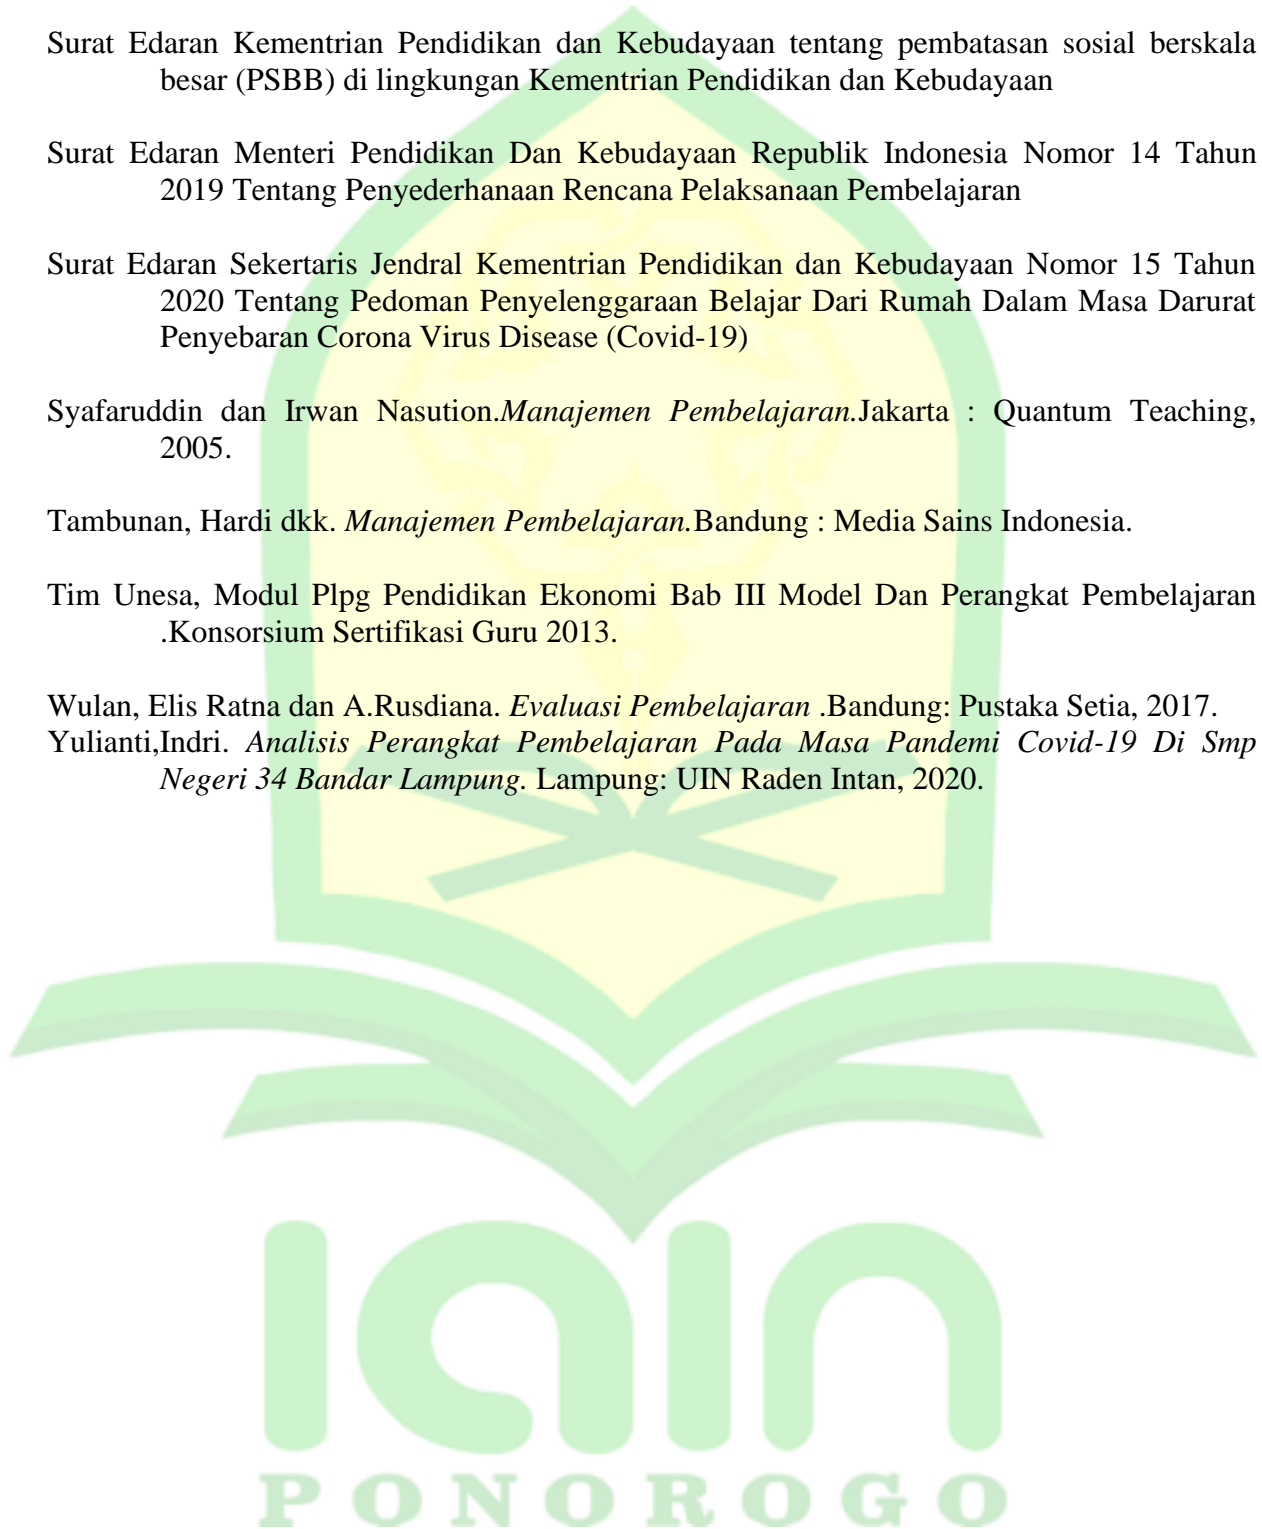 Surat Edaran Kementrian Pendidikan dan Kebudayaan tentang pembatasan sosial berskala
besar (PSBB) di lingkungan Kementrian Pendidikan dan Kebudayaan
Surat Edaran Menteri Pendidikan Dan Kebudayaan Republik Indonesia Nomor 14 Tahun
2019 Tentang Penyederhanaan Rencana Pelaksanaan Pembelajaran
Surat Edaran Sekertaris Jendral Kementrian Pendidikan dan Kebudayaan Nomor 15 Tahun
2020 Tentang Pedoman Penyelenggaraan Belajar Dari Rumah Dalam Masa Darurat
Penyebaran Corona Virus Disease (Covid-19)
Syafaruddin dan Irwan Nasution.Manajemen Pembelajaran.Jakarta : Quantum Teaching,
2005.
Tambunan, Hardi dkk. Manajemen Pembelajaran.Bandung : Media Sains Indonesia.
Tim Unesa, Modul Plpg Pendidikan Ekonomi Bab III Model Dan Perangkat Pembelajaran
.Konsorsium Sertifikasi Guru 2013.
Wulan, Elis Ratna dan A.Rusdiana. Evaluasi Pembelajaran .Bandung: Pustaka Setia, 2017.
Yulianti,Indri. Analisis Perangkat Pembelajaran Pada Masa Pandemi Covid-19 Di Smp
Negeri 34 Bandar Lampung. Lampung: UIN Raden Intan, 2020.
iain
PONOROGO